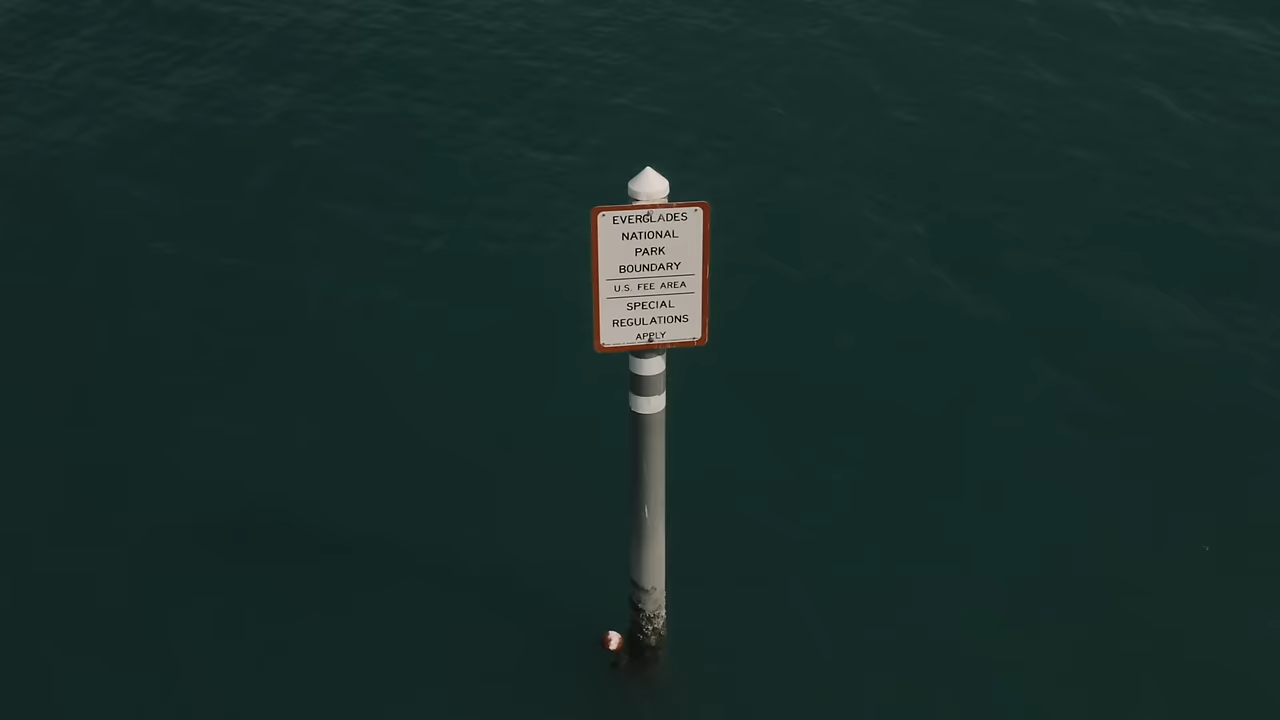 EVERGLADES
NATIONAL
PARK
BOUNDARY
U.S. FEE AREA
SPECIAL
REGULATIONS
APPLY